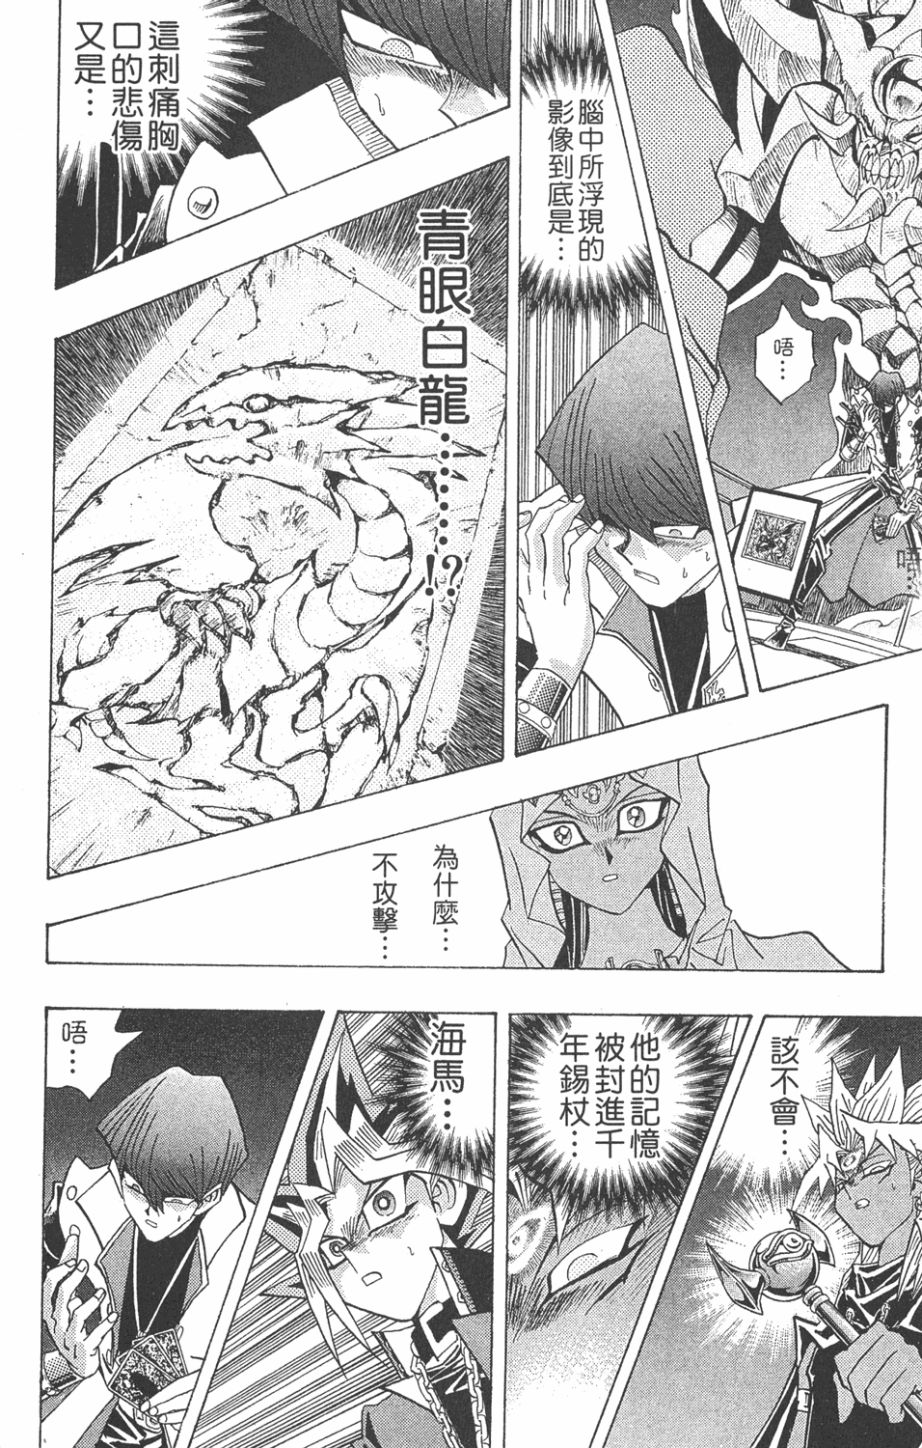 唔…
唔…
腦中所浮現的
影像到底是…
這刺痛胸
口的悲傷
又是…
青眼白龍………!?
為什麼…
不攻擊…
該不會…
他的記憶
被封進千
年錫杖…
海馬…
唔…